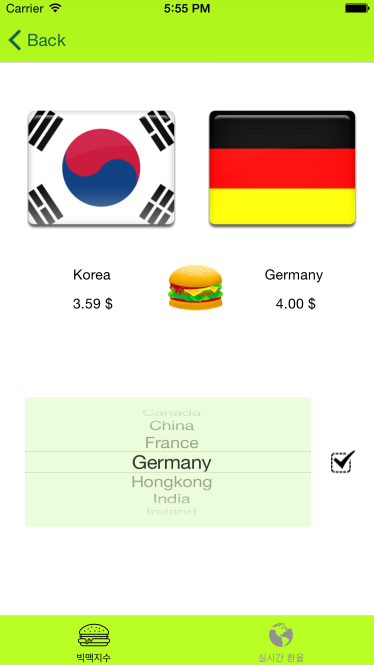 Carrier 5:55 PM
Back
Korea Germany
3.59 $ 4.00 $
Canada
China
France
Germany
Hongkong
India
Ireland
빅맥지수 실시간 환율